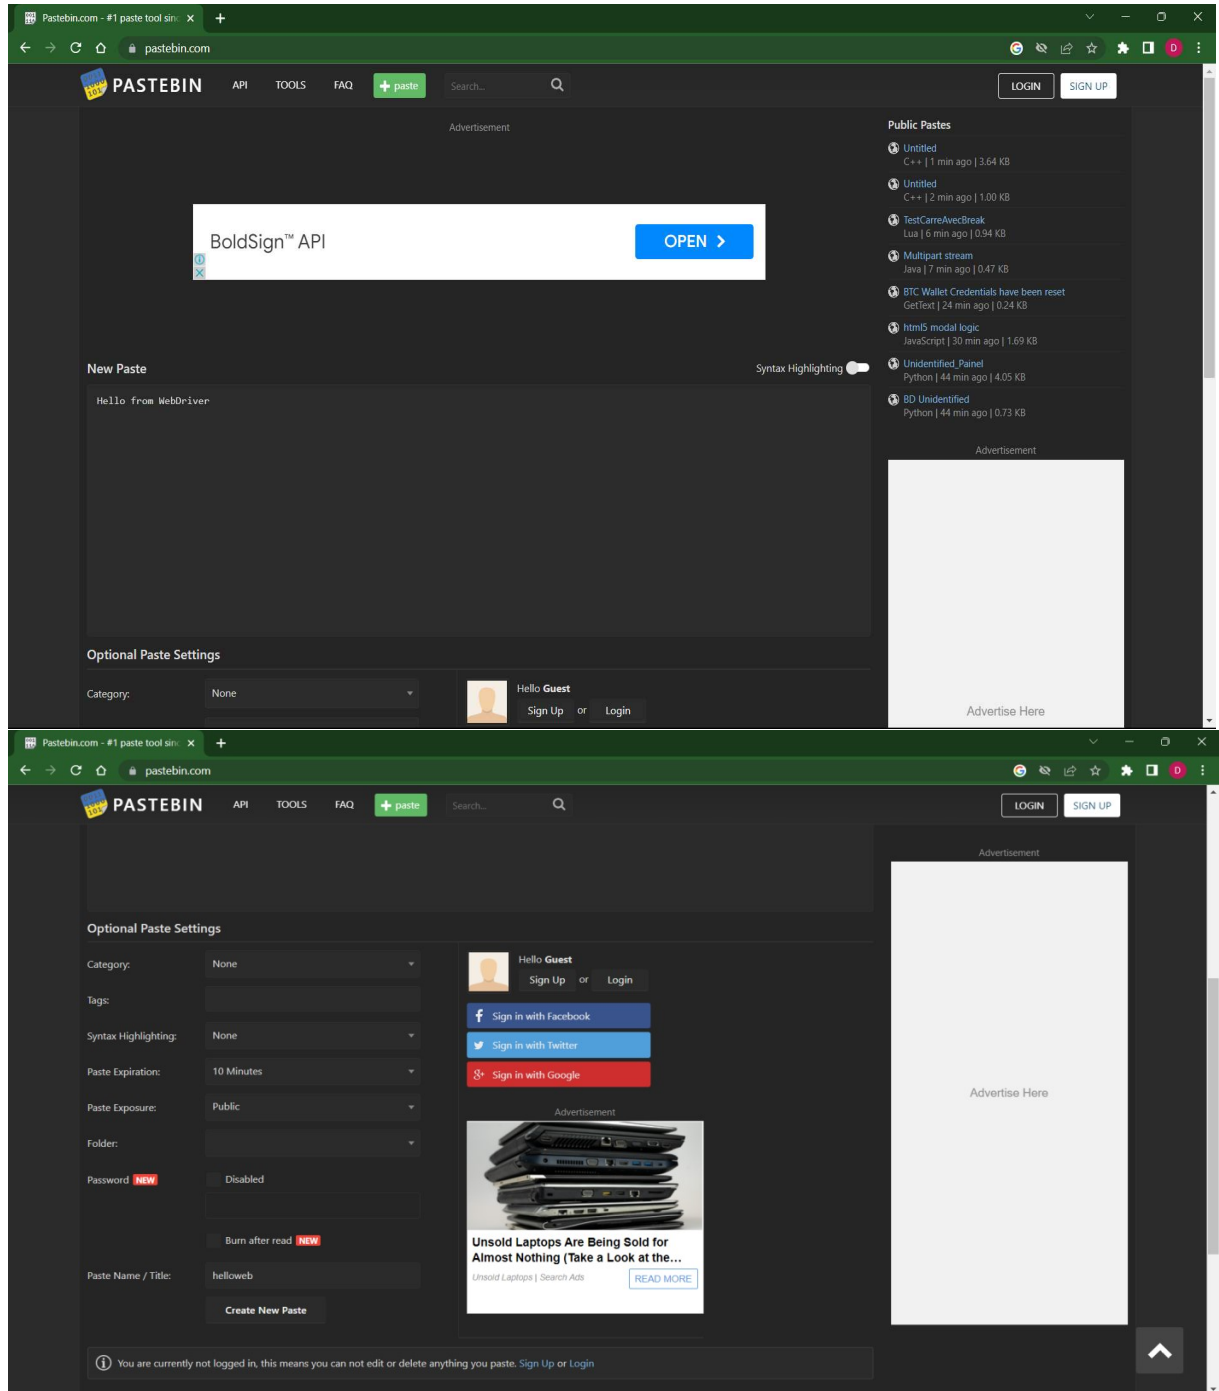 Pastebin.com - #1 paste tool sinc
pastebin.com
D
PASTEBIN API TOOLS FAQ + paste Search... LOGIN SIGN UP
Advertisement
BoldSign™ API
OPEN >
New Paste
Syntax Highlighting
Hello from WebDriver
Optional Paste Settings
Category: None
Hello Guest
Sign Up or Login
Public Pastes
Untitled
C++ | 1 min ago | 3.64 KB
Untitled
C++ | 2 min ago | 1.00 KB
TestCarreAvecBreak
Lua | 6 min ago | 0.94 KB
Multipart stream
Java | 7 min ago | 0.47 KB
BTC Wallet Credentials have been reset
GetText | 24 min ago | 0.24 KB
html5 modal logic
JavaScript | 30 min ago | 1.69 KB
Unidentified_Painel
Python | 44 min ago | 4.05 KB
BD Unidentified
Python | 44 min ago | 0.73 KB
Advertisement
Advertise Here
Pastebin.com - #1 paste tool sinc
pastebin.com
D
PASTEBIN API TOOLS FAQ + paste Search... LOGIN SIGN UP
Optional Paste Settings
Category: None
Tags:
Syntax Highlighting: None
Paste Expiration: 10 Minutes
Paste Exposure: Public
Folder:
Password NEW Disabled
Burn after read NEW
Paste Name / Title: helloweb
Create New Paste
Hello Guest
Sign Up or Login
Sign in with Facebook
Sign in with Twitter
Sign in with Google
Advertisement
Unsold Laptops Are Being Sold for
Almost Nothing (Take a Look at the...
Unsold Laptops | Search Ads
READ MORE
Advertisement
Advertise Here
You are currently not logged in, this means you can not edit or delete anything you paste. Sign Up or Login